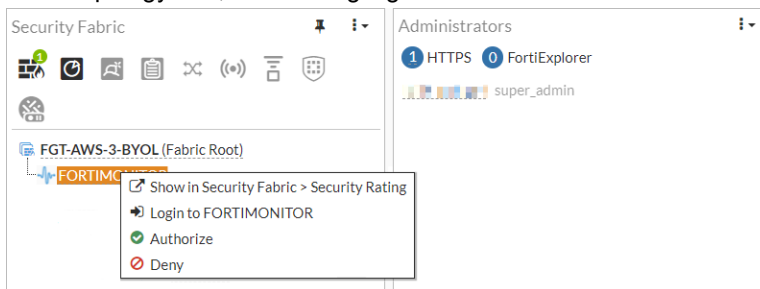 Security Fabric
1
FGT-AWS-3-BYOL (Fabric Root)
Show in Security Fabric > Security Rating
Login to FORTIMONITOR
Authorize
Deny
Administrators
1 HTTPS 0 FortiExplorer
super_admin